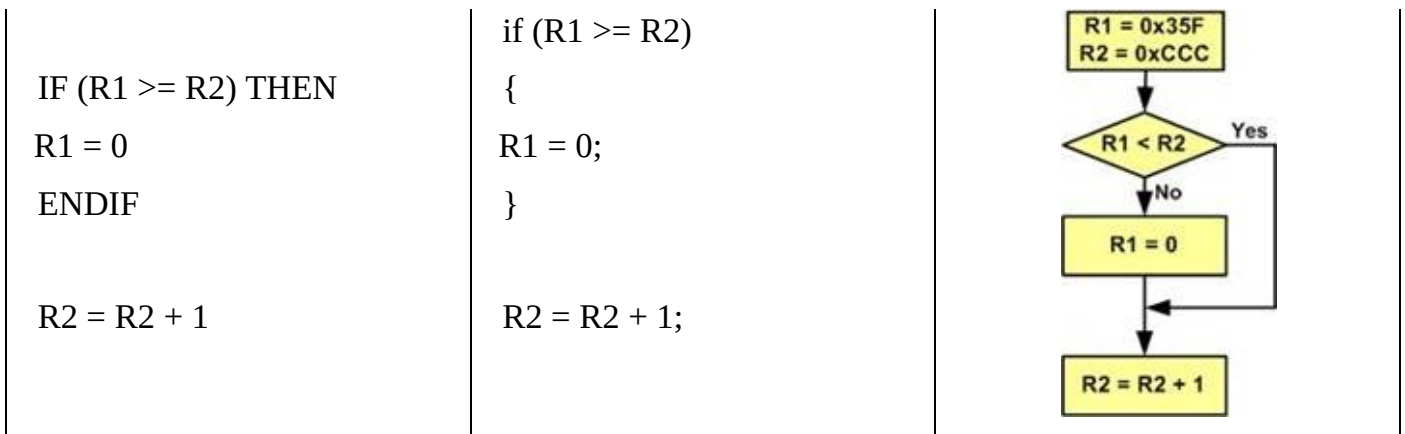 IF (R1 >= R2) THEN
R1 = 0
ENDIF
R2 = R2 + 1
if (R1 >= R2)
{
R1 = 0;
}
R2 = R2 + 1;
R1 = 0x35F
R2 = 0xCCC
R1 < R2
Yes
No
R1 = 0
R2 = R2 + 1